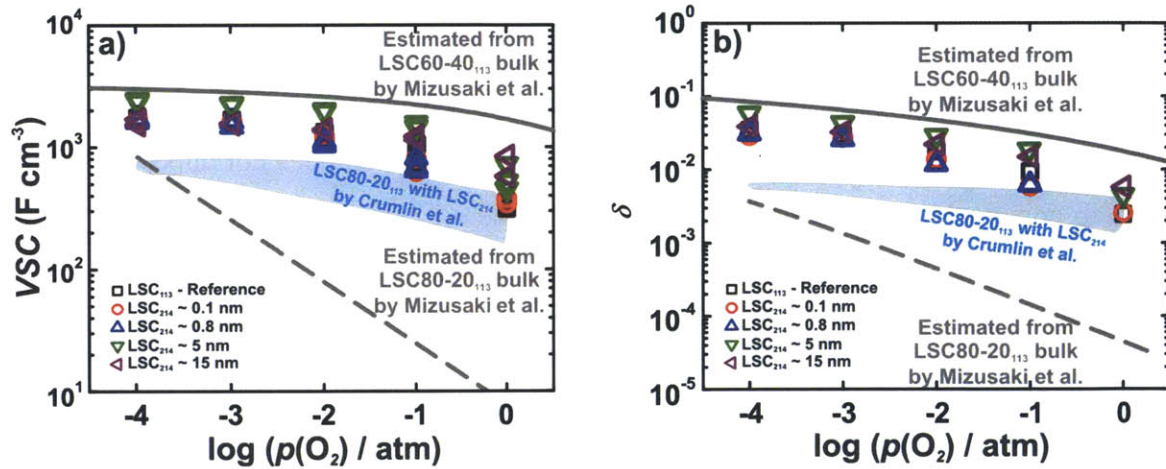 a)
10⁴
10³
10²
10¹
VSC (F cm⁻³)
Estimated from
LSC60-40₁₁₃ bulk
by Mizusaki et al.
LSC80-20₁₁₃ with LSC₂₁₄
by Crumlin et al.
Estimated from
LSC80-20₁₁₃ bulk
by Mizusaki et al.
LSC₁₁₃ - Reference
LSC₂₁₄ ~ 0.1 nm
LSC₂₁₄ ~ 0.8 nm
LSC₂₁₄ ~ 5 nm
LSC₂₁₄ ~ 15 nm
-4 -3 -2 -1 0
log (p(O₂) / atm)
b)
10⁰
10⁻¹
10⁻²
10⁻³
10⁻⁴
10⁻⁵
δ
Estimated from
LSC60-40₁₁₃ bulk
by Mizusaki et al.
LSC80-20₁₁₃ with LSC₂₁₄
by Crumlin et al.
Estimated from
LSC80-20₁₁₃ bulk
by Mizusaki et al.
LSC₁₁₃ - Reference
LSC₂₁₄ ~ 0.1 nm
LSC₂₁₄ ~ 0.8 nm
LSC₂₁₄ ~ 5 nm
LSC₂₁₄ ~ 15 nm
-4 -3 -2 -1 0
log (p(O₂) / atm)